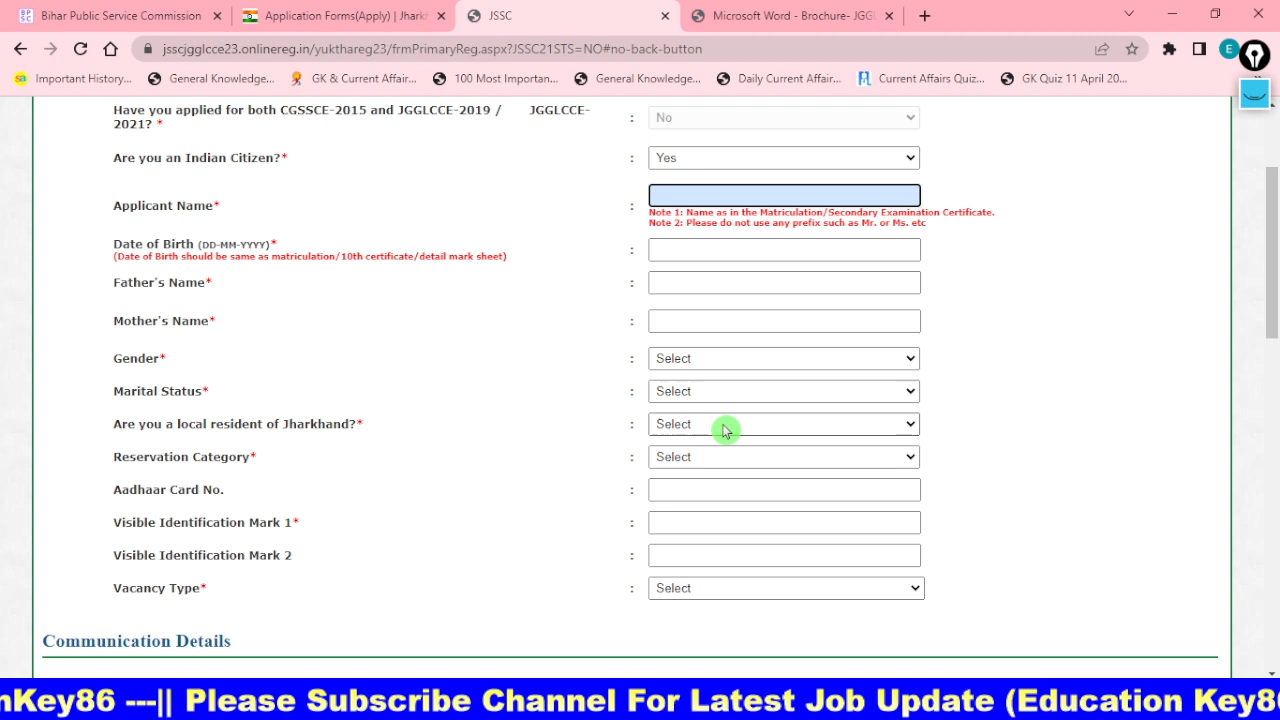 Bihar Public Service Commission
Application Forms(Apply) | Jhark
JSSC
Microsoft Word - Brochure- JGGL
jsscjgglcce23.onlinereg.in/yukthareg23/frmPrimaryReg.aspx?JSSC21STS=NO#no-back-button
E
Important History...
General Knowledge...
GK & Current Affair...
100 Most Importan...
General Knowledge...
Daily Current Affair...
Current Affairs Quiz...
GK Quiz 11 April 20...
Have you applied for both CGSSCE-2015 and JGGLCCE-2019 / JGGLCCE-
2021? *
:
No
Are you an Indian Citizen?*
:
Yes
Applicant Name*
:
Note 1: Name as in the Matriculation/Secondary Examination Certificate.
Note 2: Please do not use any prefix such as Mr. or Ms. etc
Date of Birth (DD-MM-YYYY)*
(Date of Birth should be same as matriculation/10th certificate/detail mark sheet)
:
Father's Name*
:
Mother's Name*
:
Gender*
:
Select
Marital Status*
:
Select
Are you a local resident of Jharkhand?*
:
Select
Reservation Category*
:
Select
Aadhaar Card No.
:
Visible Identification Mark 1*
:
Visible Identification Mark 2
:
Vacancy Type*
:
Select
Communication Details
nKey86 ---|| Please Subscribe Channel For Latest Job Update (Education Key8